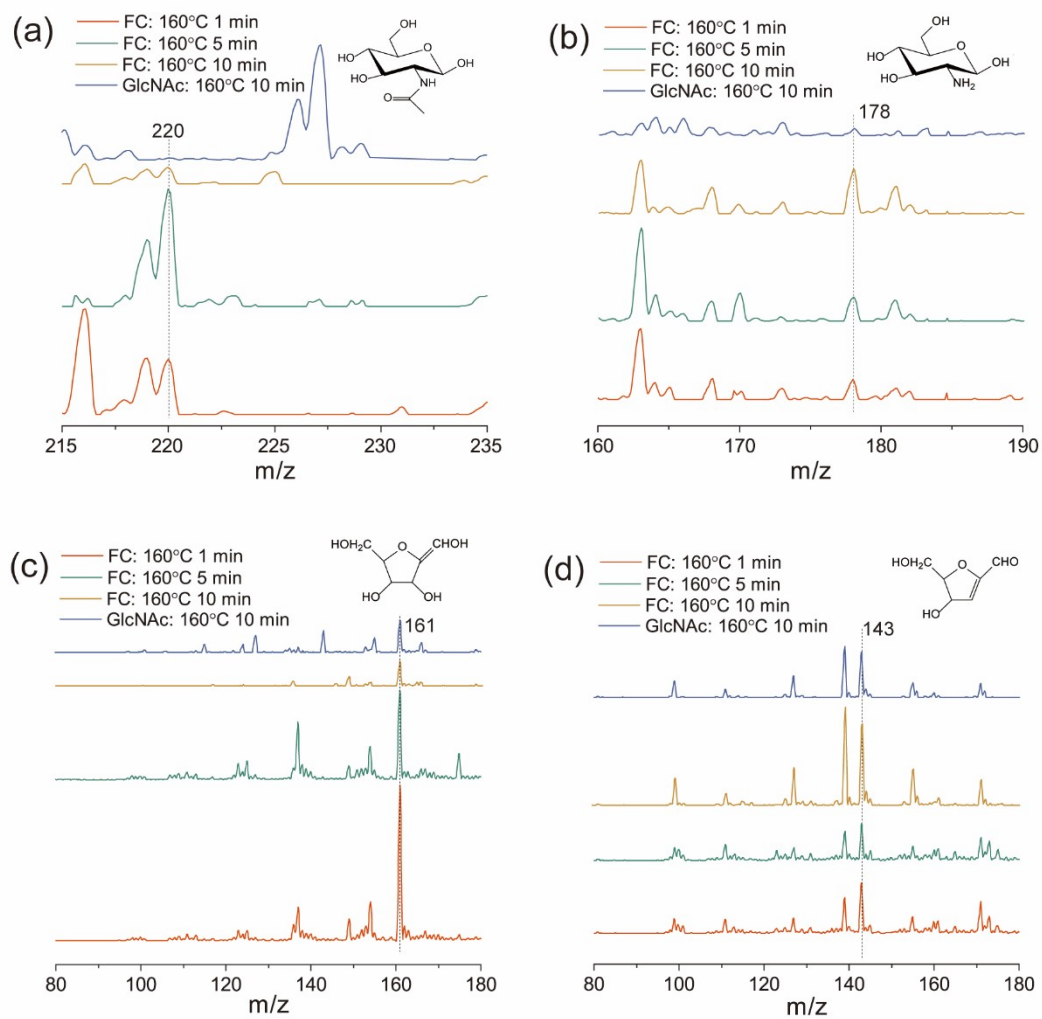 (a)
FC: 160°C 1 min
FC: 160°C 5 min
FC: 160°C 10 min
GlcNAc: 160°C 10 min
OH
HO
O
HO
OH
NH
O
220
215 220 225 230 235
m/z
(b)
FC: 160°C 1 min
FC: 160°C 5 min
FC: 160°C 10 min
GlcNAc: 160°C 10 min
OH
HO
O
HO
OH
NH₂
178
160 170 180 190
m/z
(c)
FC: 160°C 1 min
FC: 160°C 5 min
FC: 160°C 10 min
GlcNAc: 160°C 10 min
HOH₂C
O
CHOH
HO
OH
161
80 100 120 140 160 180
m/z
(d)
FC: 160°C 1 min
FC: 160°C 5 min
FC: 160°C 10 min
GlcNAc: 160°C 10 min
HOH₂C
O
CHO
HO
143
80 100 120 140 160 180
m/z